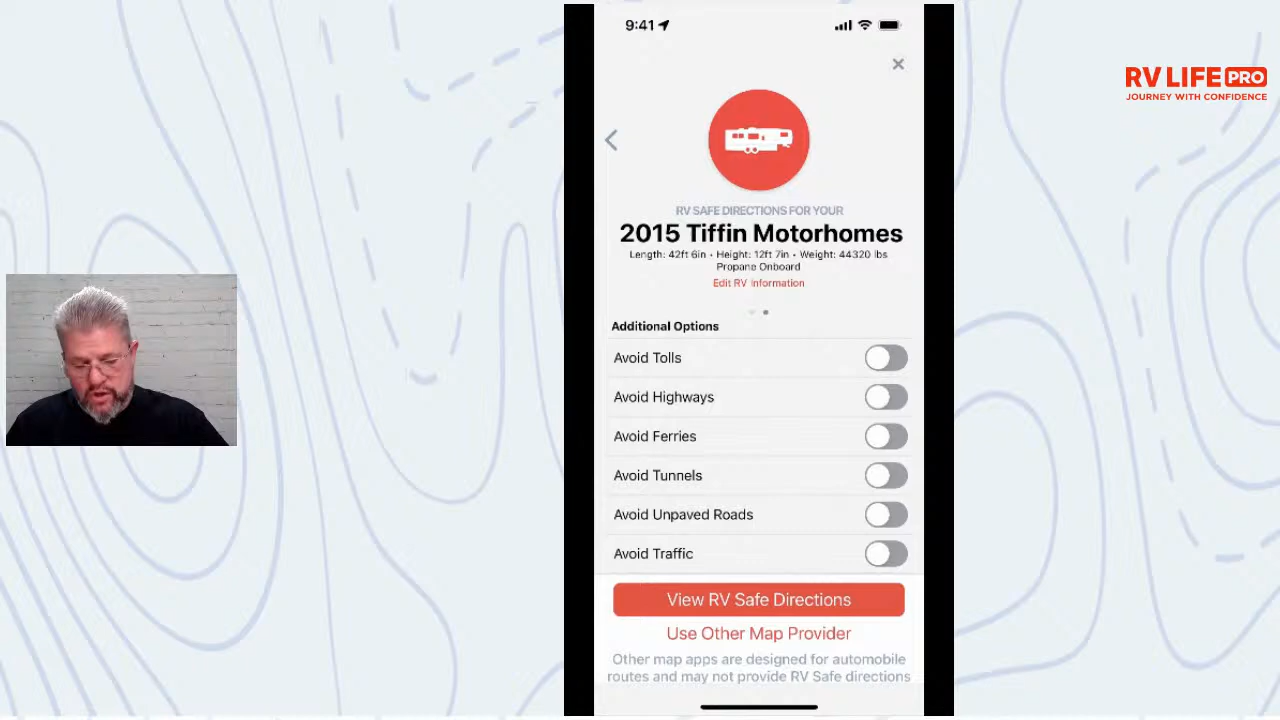 9:41
RV LIFE PRO
JOURNEY WITH CONFIDENCE
RV SAFE DIRECTIONS FOR YOUR
2015 Tiffin Motorhomes
Length: 42ft 6in • Height: 12ft 7in • Weight: 44320 lbs
Propane Onboard
Edit RV Information
Additional Options
Avoid Tolls
Avoid Highways
Avoid Ferries
Avoid Tunnels
Avoid Unpaved Roads
Avoid Traffic
View RV Safe Directions
Use Other Map Provider
Other map apps are designed for automobile
routes and may not provide RV Safe directions